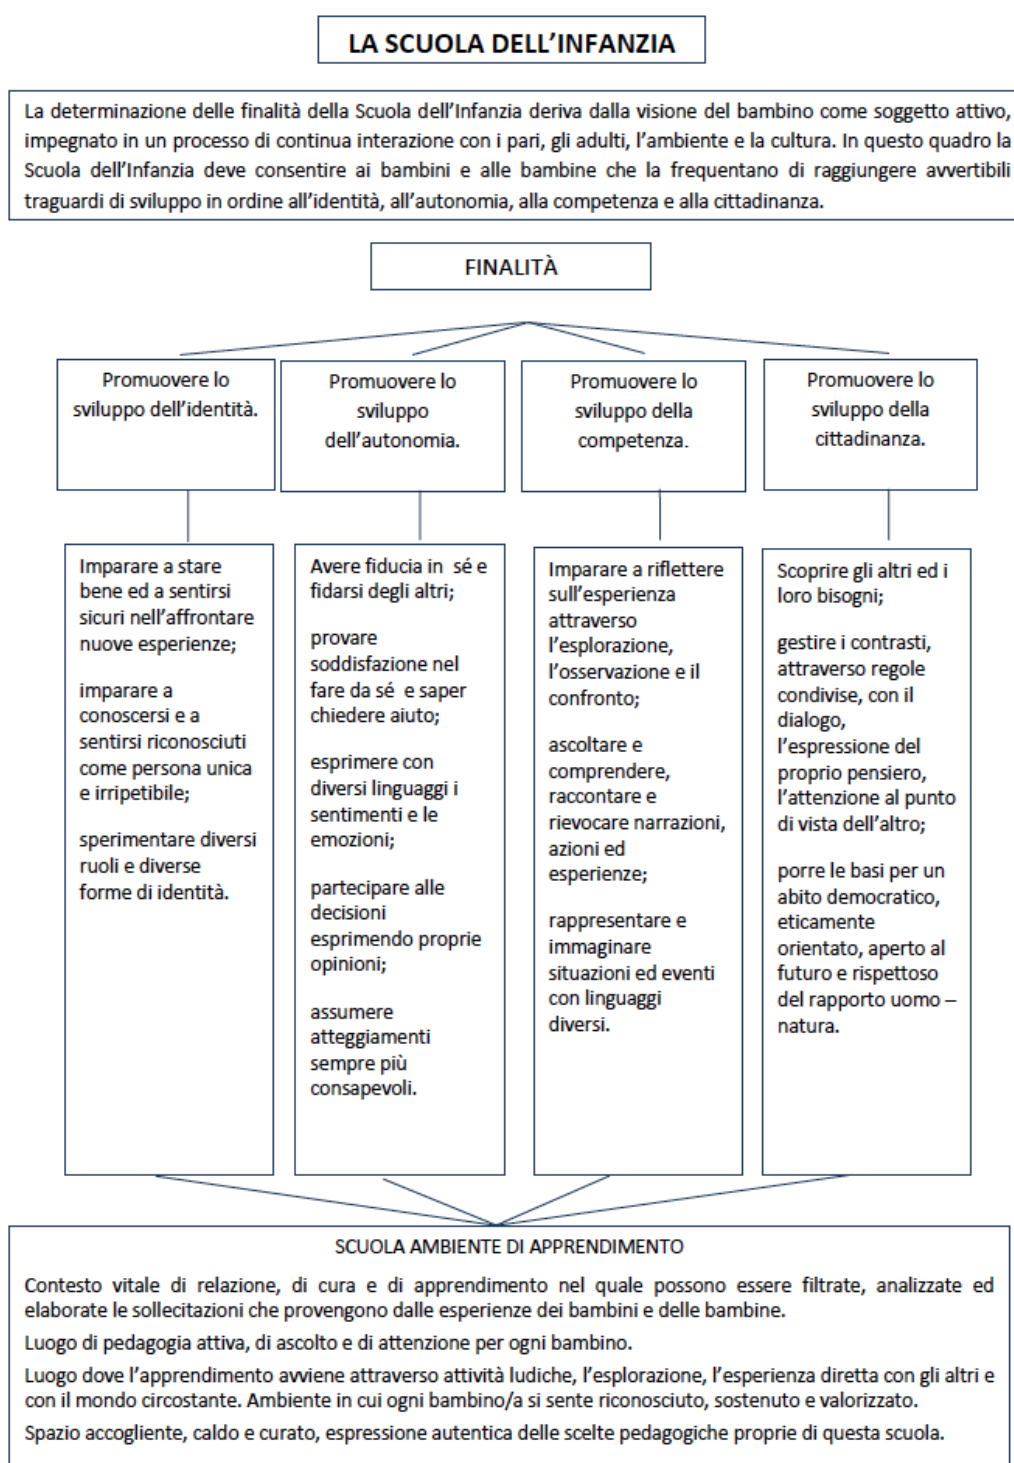 LA SCUOLA DELL'INFANZIA
La determinazione delle finalità della Scuola dell'Infanzia deriva dalla visione del bambino come soggetto attivo,
impegnato in un processo di continua interazione con i pari, gli adulti, l'ambiente e la cultura. In questo quadro la
Scuola dell'Infanzia deve consentire ai bambini e alle bambine che la frequentano di raggiungere avvertibili
traguardi di sviluppo in ordine all'identità, all'autonomia, alla competenza e alla cittadinanza.
FINALITÀ
Promuovere lo
sviluppo dell'identità.
Promuovere lo
sviluppo
dell'autonomia.
Promuovere lo
sviluppo della
competenza.
Promuovere lo
sviluppo della
cittadinanza.
Imparare a stare
bene ed a sentirsi
sicuri nell'affrontare
nuove esperienze;
imparare a
conoscersi e a
sentirsi riconosciuti
come persona unica
e irripetibile;
sperimentare diversi
ruoli e diverse
forme di identità.
Avere fiducia in sé e
fidarsi degli altri;
provare
soddisfazione nel
fare da sé e saper
chiedere aiuto;
esprimere con
diversi linguaggi i
sentimenti e le
emozioni;
partecipare alle
decisioni
esprimendo proprie
opinioni;
assumere
atteggiamenti
sempre più
consapevoli.
Imparare a riflettere
sull'esperienza
attraverso
l'esplorazione,
l'osservazione e il
confronto;
ascoltare e
comprendere,
raccontare e
rievocare narrazioni,
azioni ed
esperienze;
rappresentare e
immaginare
situazioni ed eventi
con linguaggi
diversi.
Scoprire gli altri ed i
loro bisogni;
gestire i contrasti,
attraverso regole
condivise, con il
dialogo,
l'espressione del
proprio pensiero,
l'attenzione al punto
di vista dell'altro;
porre le basi per un
abito democratico,
eticamente
orientato, aperto al
futuro e rispettoso
del rapporto uomo –
natura.
SCUOLA AMBIENTE DI APPRENDIMENTO
Contesto vitale di relazione, di cura e di apprendimento nel quale possono essere filtrate, analizzate ed
elaborate le sollecitazioni che provengono dalle esperienze dei bambini e delle bambine.
Luogo di pedagogia attiva, di ascolto e di attenzione per ogni bambino.
Luogo dove l'apprendimento avviene attraverso attività ludiche, l'esplorazione, l'esperienza diretta con gli altri e
con il mondo circostante. Ambiente in cui ogni bambino/a si sente riconosciuto, sostenuto e valorizzato.
Spazio accogliente, caldo e curato, espressione autentica delle scelte pedagogiche proprie di questa scuola.